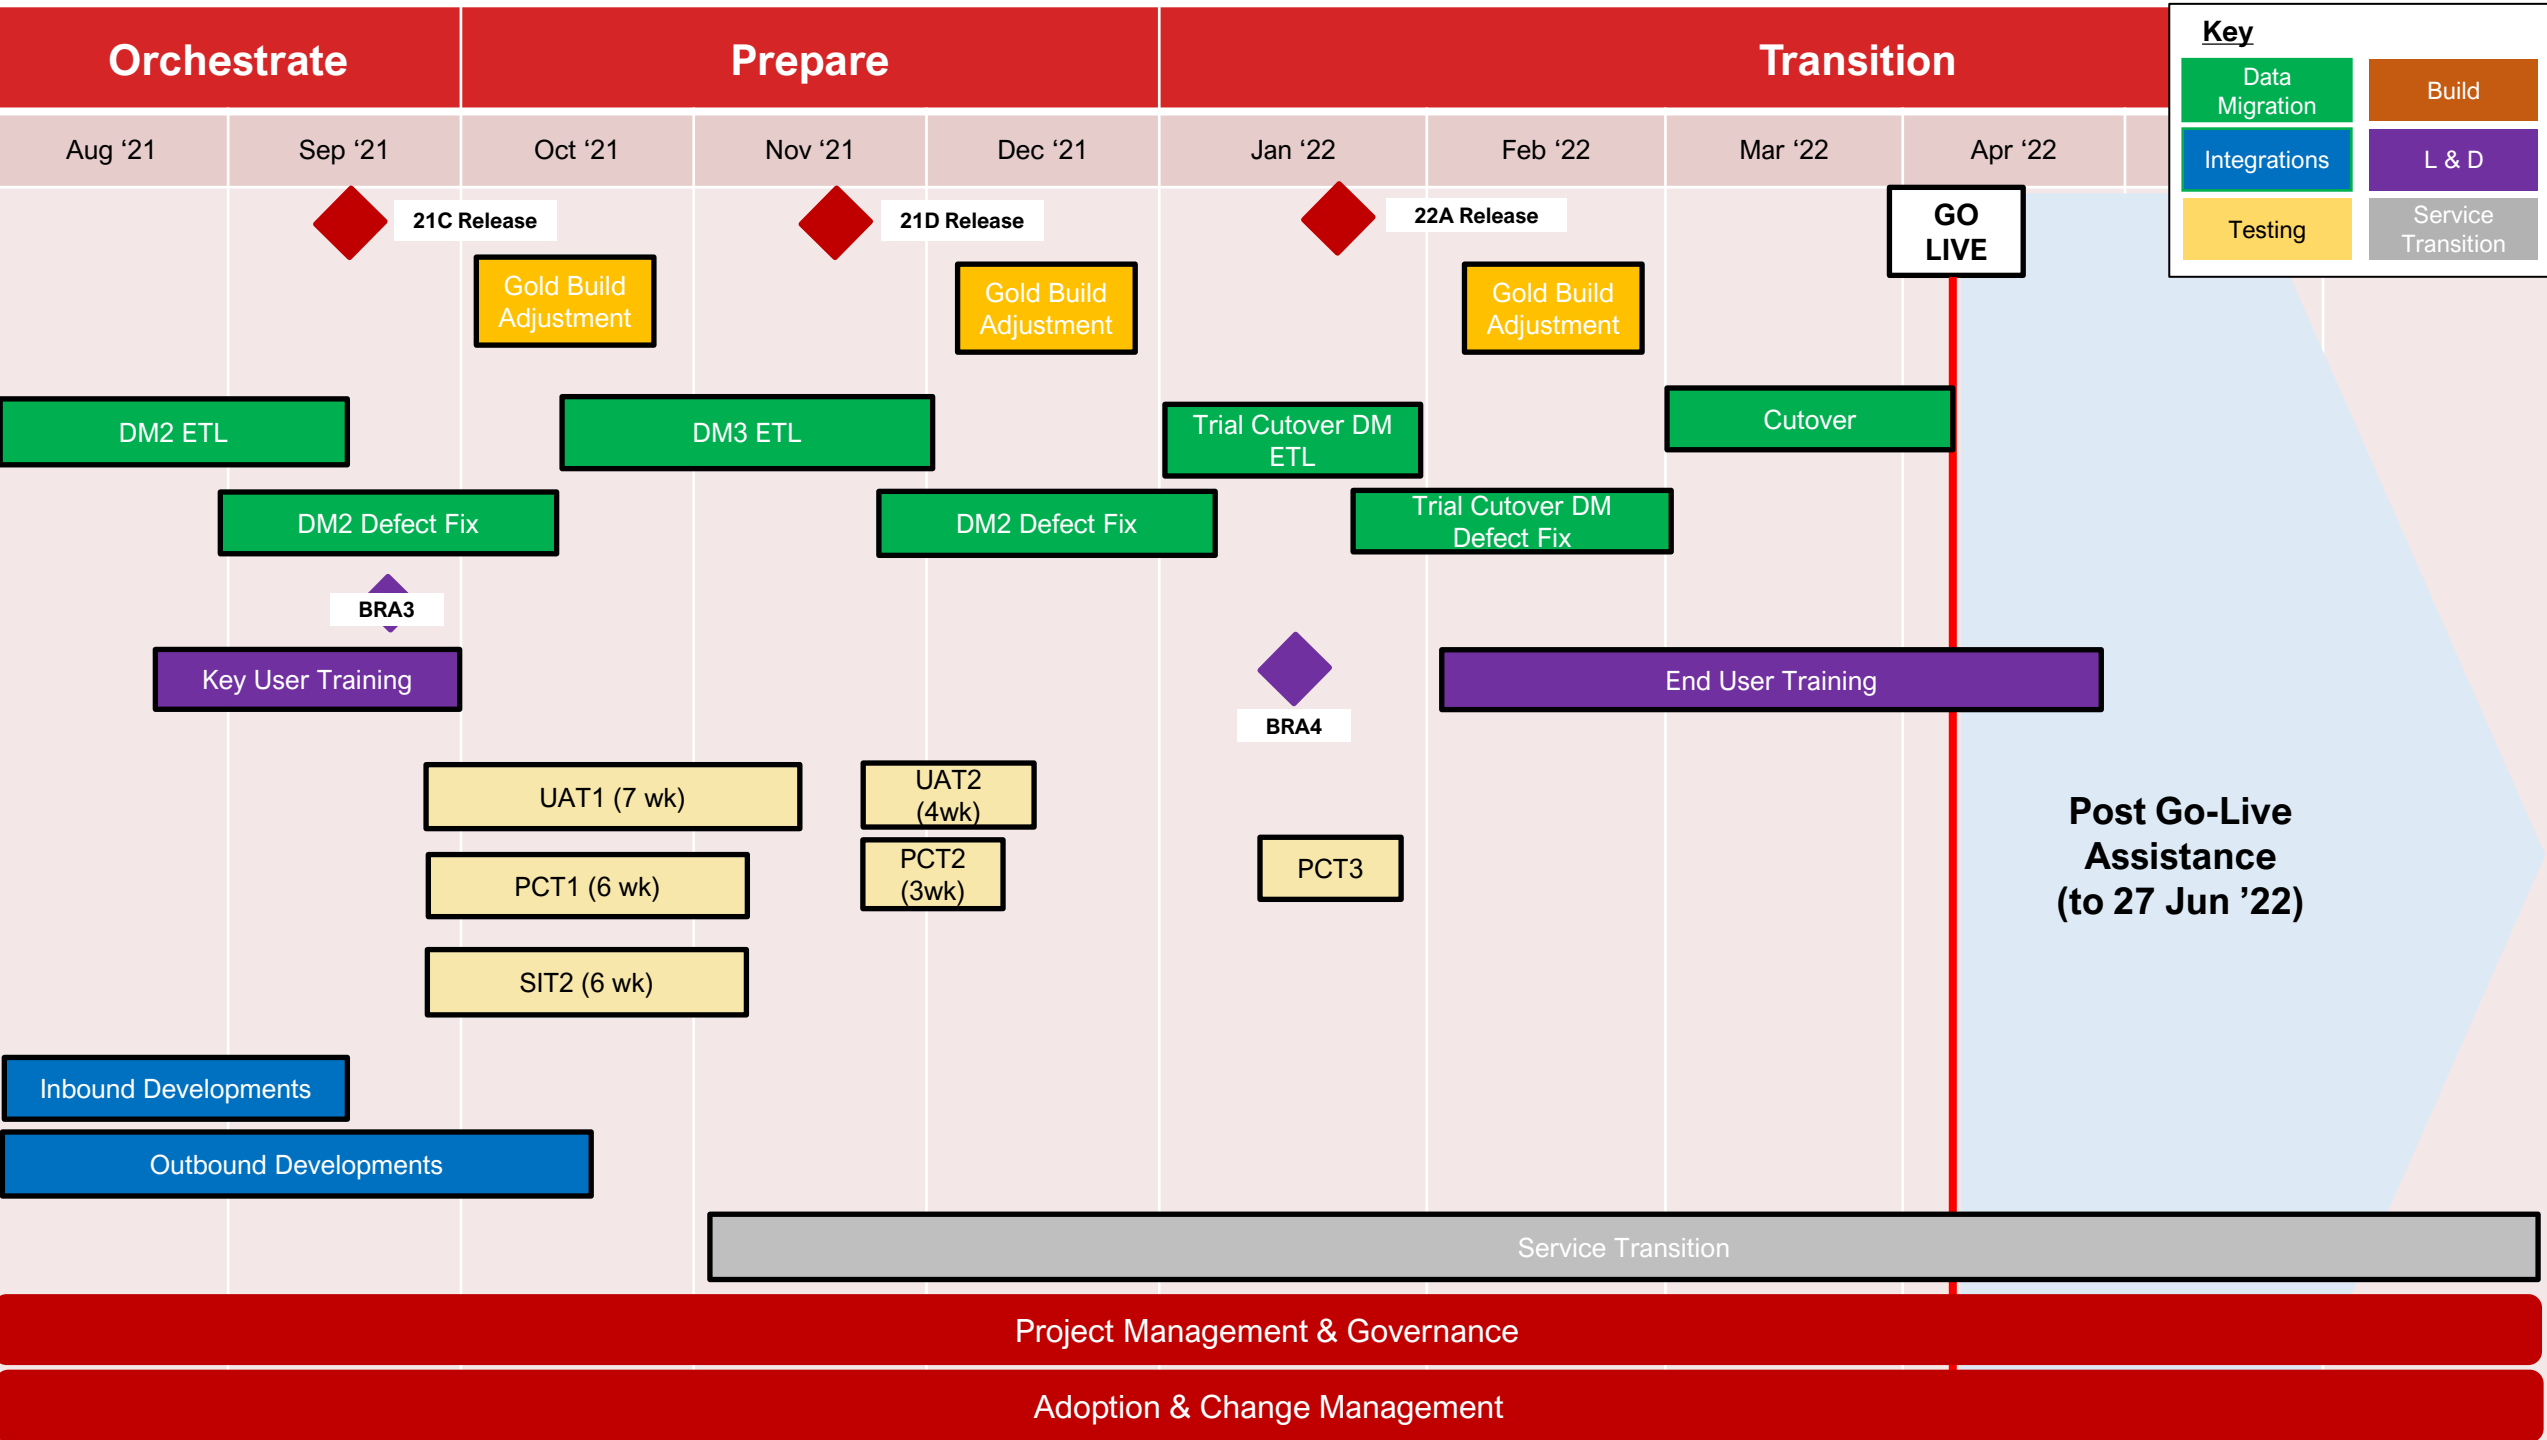 Orchestrate
Prepare
Transition
Key
Data
Migration
Build
Integrations
L & D
Testing
Service
Transition
Aug ‘21
Sep ‘21
Oct ‘21
Nov ‘21
Dec ‘21
Jan ‘22
Feb ‘22
Mar ‘22
Apr ‘22
21C Release
21D Release
22A Release
GO
LIVE
Gold Build
Adjustment
Gold Build
Adjustment
Gold Build
Adjustment
DM2 ETL
DM3 ETL
Trial Cutover DM
ETL
Cutover
DM2 Defect Fix
DM2 Defect Fix
Trial Cutover DM
Defect Fix
BRA3
Key User Training
BRA4
End User Training
UAT1 (7 wk)
UAT2
(4wk)
PCT1 (6 wk)
PCT2
(3wk)
PCT3
Post Go-Live
Assistance
(to 27 Jun ’22)
SIT2 (6 wk)
Inbound Developments
Outbound Developments
Service Transition
Project Management & Governance
Adoption & Change Management